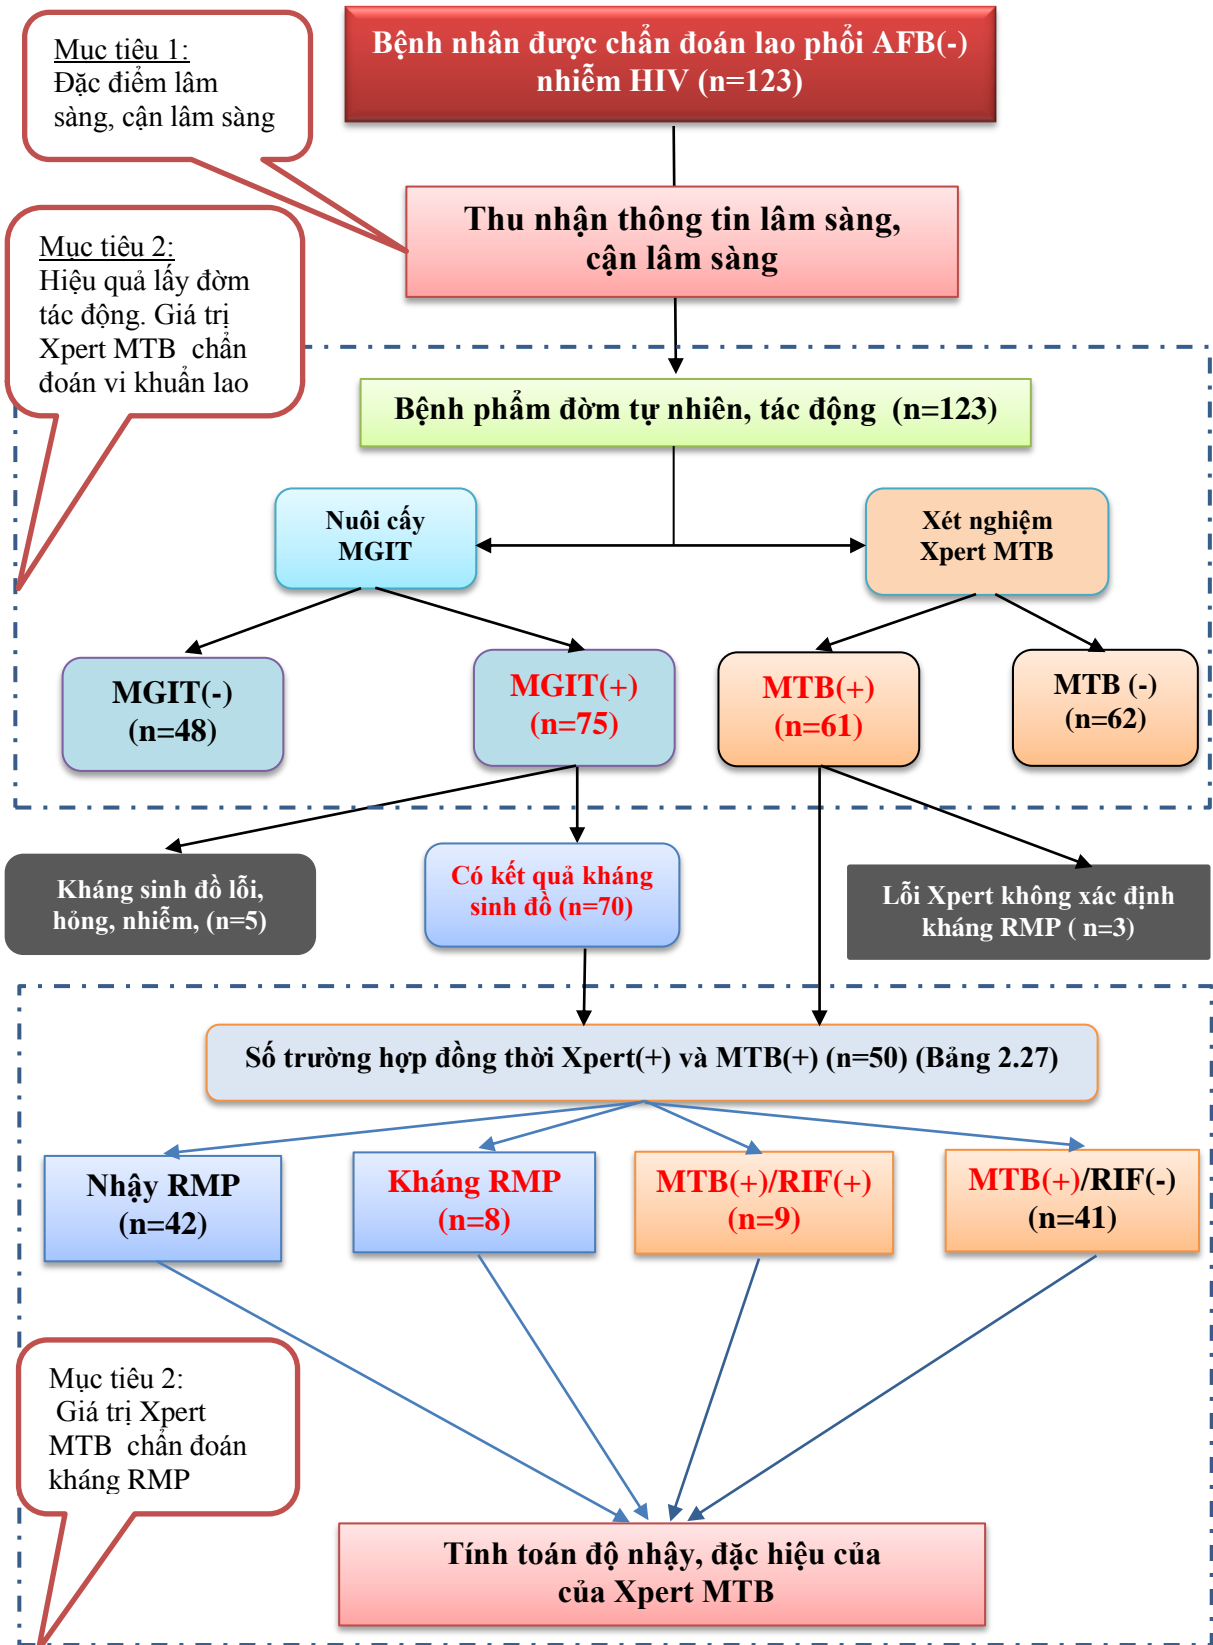 Mục tiêu 1:
Đặc điểm lâm
sàng, cận lâm sàng
Bệnh nhân được chẩn đoán lao phổi AFB(-)
nhiễm HIV (n=123)
Thu nhận thông tin lâm sàng,
cận lâm sàng
Mục tiêu 2:
Hiệu quả lấy đờm
tác động. Giá trị
Xpert MTB chẩn
đoán vi khuẩn lao
Bệnh phẩm đờm tự nhiên, tác động (n=123)
Nuôi cấy
MGIT
Xét nghiệm
Xpert MTB
MGIT(-)
(n=48)
MGIT(+)
(n=75)
MTB(+)
(n=61)
MTB (-)
(n=62)
Kháng sinh đồ lỗi,
hỏng, nhiễm, (n=5)
Có kết quả kháng
sinh đồ (n=70)
Lỗi Xpert không xác định
kháng RMP ( n=3)
Số trường hợp đồng thời Xpert(+) và MTB(+) (n=50) (Bảng 2.27)
Nhậy RMP
(n=42)
Kháng RMP
(n=8)
MTB(+)/RIF(+)
(n=9)
MTB(+)/RIF(-)
(n=41)
Mục tiêu 2:
Giá trị Xpert
MTB chẩn đoán
kháng RMP
Tính toán độ nhậy, đặc hiệu của
của Xpert MTB